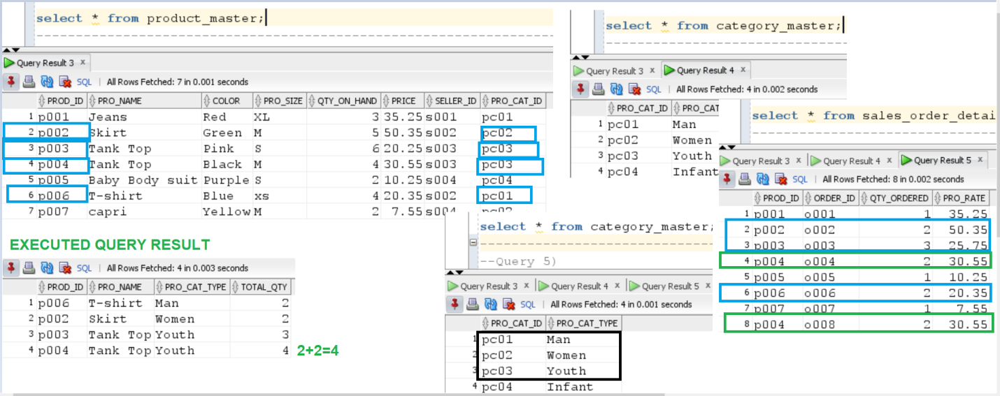 select * from product_master;
Query Result 3 x
SQL | All Rows Fetched: 7 in 0.001 seconds
PROD_ID PRO_NAME COLOR PRO_SIZE QTY_ON_HAND PRICE SELLER_ID PRO_CAT_ID
1 p001 Jeans Red XL 3 35.25 s001 pc01
2 p002 Skirt Green M 5 50.35 s002 pc02
3 p003 Tank Top Pink S 6 20.25 s003 pc03
4 p004 Tank Top Black M 4 30.55 s003 pc03
5 p005 Baby Body suit Purple S 2 10.25 s004 pc04
6 p006 T-shirt Blue xs 4 20.35 s002 pc01
7 p007 capri Yellow M 2 7.55 s004 pc02
select * from category_master;
Query Result 3 x Query Result 4 x
SQL | All Rows Fetched: 4 in 0.002 seconds
PRO_CAT_ID PRO_CAT
1 pc01 Man
2 pc02 Women
3 pc03 Youth
4 pc04 Infant
select * from sales_order_detai
Query Result 3 x Query Result 4 x Query Result 5 x
SQL | All Rows Fetched: 8 in 0.002 seconds
PROD_ID ORDER_ID QTY_ORDERED PRO_RATE
1 p001 o001 1 35.25
2 p002 o002 2 50.35
3 p003 o003 3 25.75
4 p004 o004 2 30.55
5 p005 o005 1 10.25
6 p006 o006 2 20.35
7 p007 o007 1 7.55
8 p004 o008 2 30.55
EXECUTED QUERY RESULT
SQL | All Rows Fetched: 4 in 0.003 seconds
PROD_ID PRO_NAME PRO_CAT_TYPE TOTAL_QTY
1 p006 T-shirt Man 2
2 p002 Skirt Women 2
3 p003 Tank Top Youth 3
4 p004 Tank Top Youth 4
2+2=4
select * from category_master;
--Query 5)
Query Result 3 x Query Result 4 x Query Result 5 x
SQL | All Rows Fetched: 4 in 0.001 seconds
PRO_CAT_ID PRO_CAT_TYPE
1 pc01 Man
2 pc02 Women
3 pc03 Youth
4 pc04 Infant